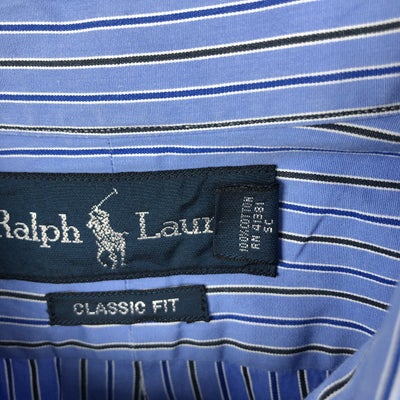 Ralph Laur
100% COTTON
RN 41381
SC
CLASSIC FIT